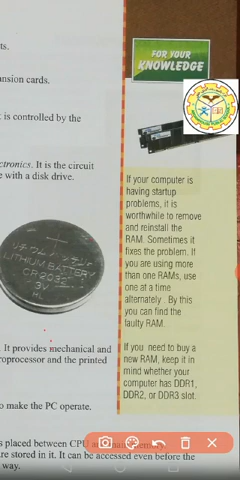 ts.
ansion cards.
t is controlled by the
ctronics. It is the circuit
e with a disk drive.
LITHIUM BATTERY
CR2032
3V
. It provides mechanical and
roprocessor and the printed
o make the PC operate.
s placed between CPU
are stored in it. It can be accessed even before the
way.
FOR YOUR
KNOWLEDGE
If your computer is
having startup
problems, it is
worthwhile to remove
and reinstall the
RAM. Sometimes it
fixes the problem. If
you are using more
than one RAMs, use
one at a time
alternately . By this
you can find the
faulty RAM.
If you need to buy a
new RAM, keep it in
mind whether your
computer has DDR1,
DDR2, or DDR3 slot.